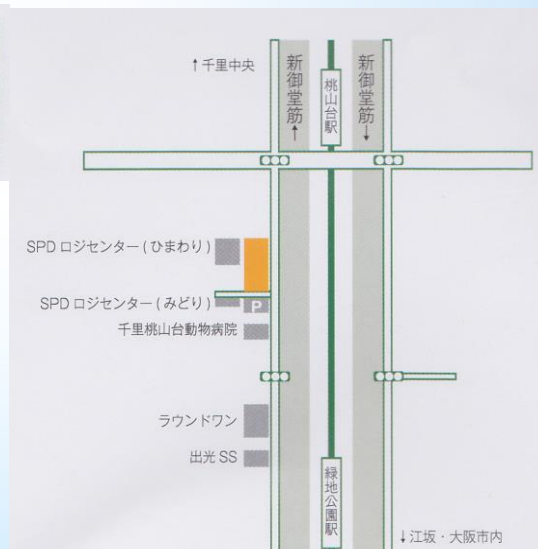 ↑千里中央
新御堂筋↑
桃山台駅
新御堂筋↓
SPD ロジセンター(ひまわり)
SPD ロジセンター(みどり)
P
千里桃山台動物病院
ラウンドワン
出光 SS
緑地公園駅
↓江坂・大阪市内